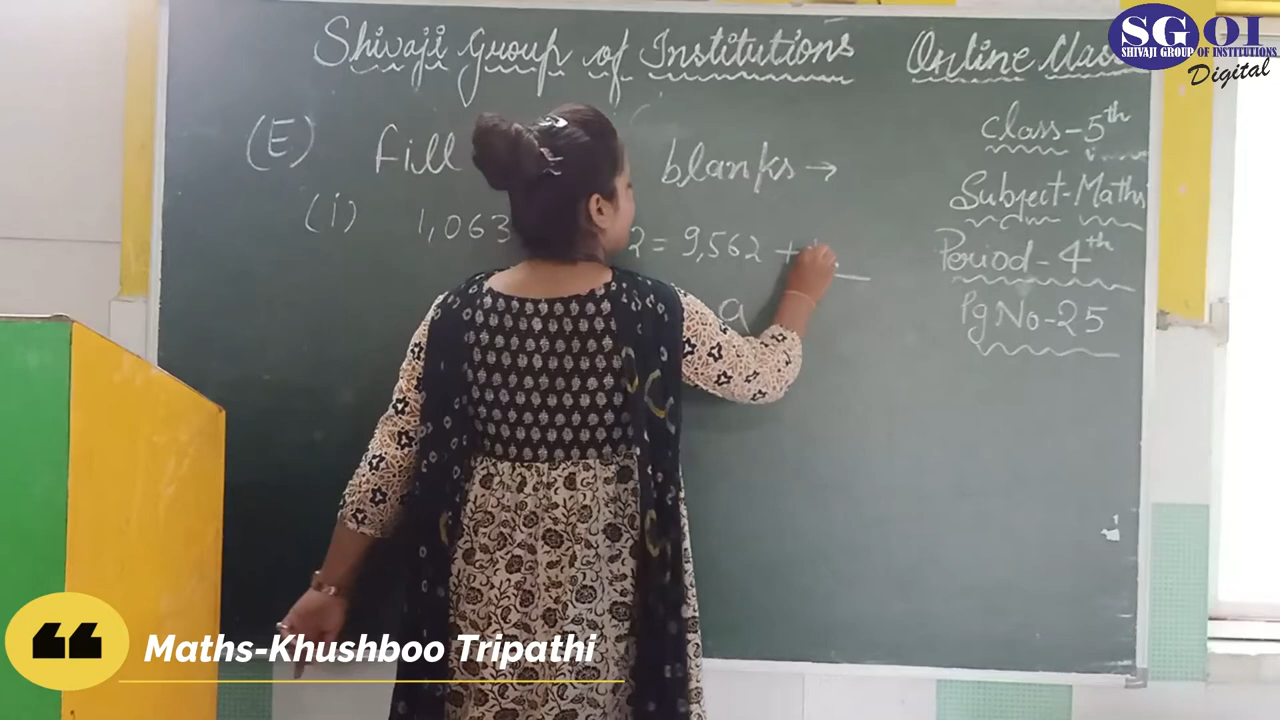 Shivaji Group of Institutions
Online Class
SGOI
SHIVAJI GROUP OF INSTITUTIONS
Digital
Class-5th
(E) Fill blanks →
Subject-Maths
(i) 1,063 2 = 9,562 +
Period-4th
a
Pg No-25
Maths-Khushboo Tripathi